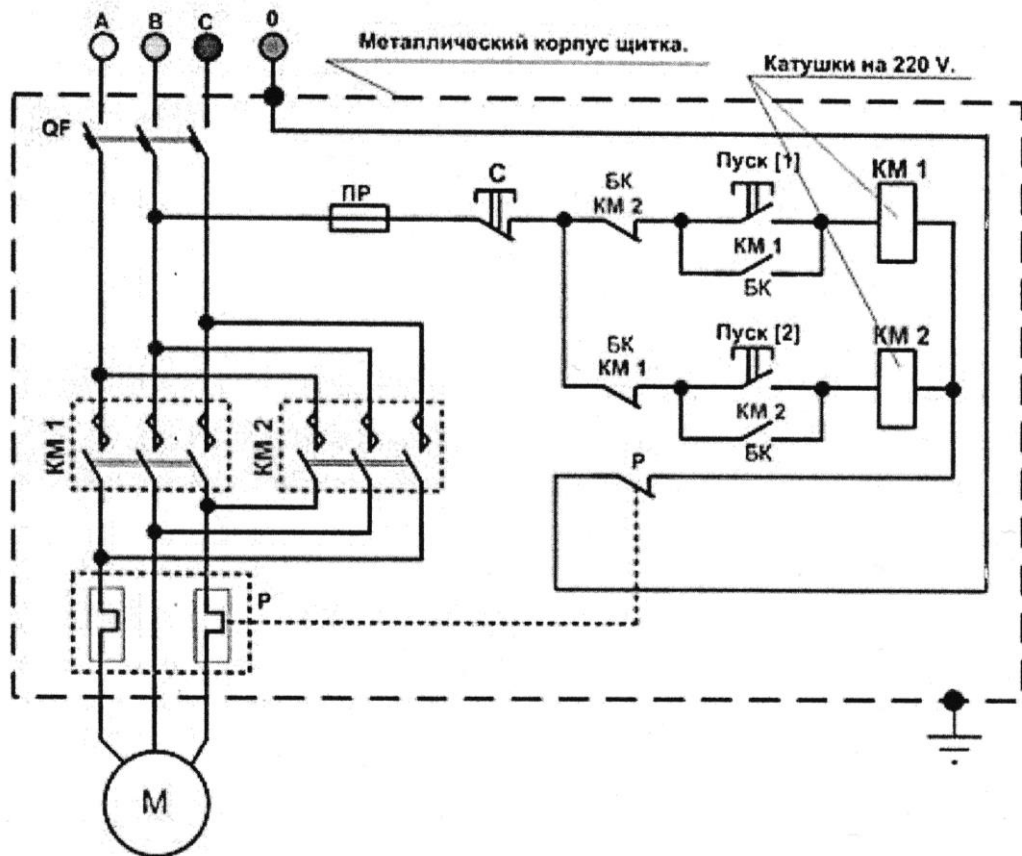 А В С 0
Металлический корпус щитка.
Катушки на 220 V.
QF
ПР
С
БК
КМ 2
Пуск [1]
КМ 1
БК
КМ 1
БК
КМ 1
Пуск [2]
КМ 2
БК
КМ 2
КМ 1
КМ 2
Р
Р
М